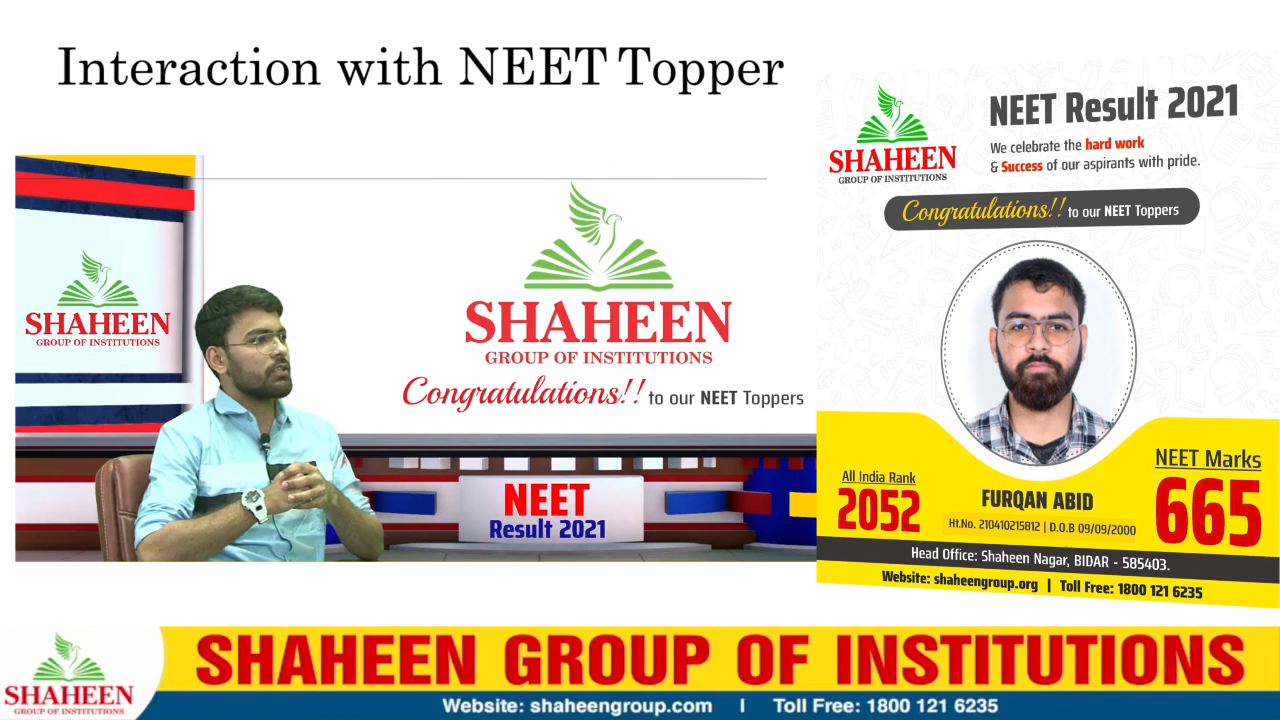 Interaction with NEET Topper
SHAHEEN
GROUP OF INSTITUTIONS
SHAHEEN
GROUP OF INSTITUTIONS
Congratulations!! to our NEET Toppers
NEET
Result 2021
SHAHEEN
GROUP OF INSTITUTIONS
NEET Result 2021
We celebrate the hard work
& Success of our aspirants with pride.
Congratulations!! to our NEET Toppers
All India Rank
2052
FURQAN ABID
Ht.No. 210410215812 | D.O.B 09/09/2000
NEET Marks
665
Head Office: Shaheen Nagar, BIDAR - 585403.
Website: shaheengroup.org | Toll Free: 1800 121 6235
SHAHEEN
GROUP OF INSTITUTIONS
SHAHEEN GROUP OF INSTITUTIONS
Website: shaheengroup.com | Toll Free: 1800 121 6235